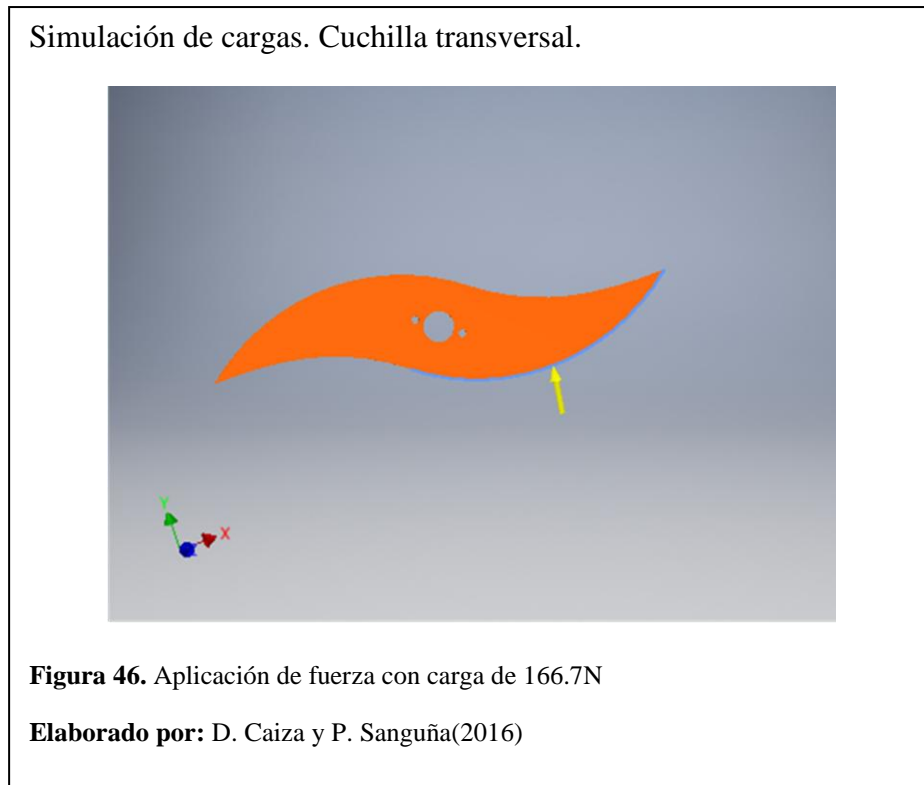 Simulación de cargas. Cuchilla transversal.
Y
X
Figura 46. Aplicación de fuerza con carga de 166.7N
Elaborado por: D. Caiza y P. Sanguña(2016)